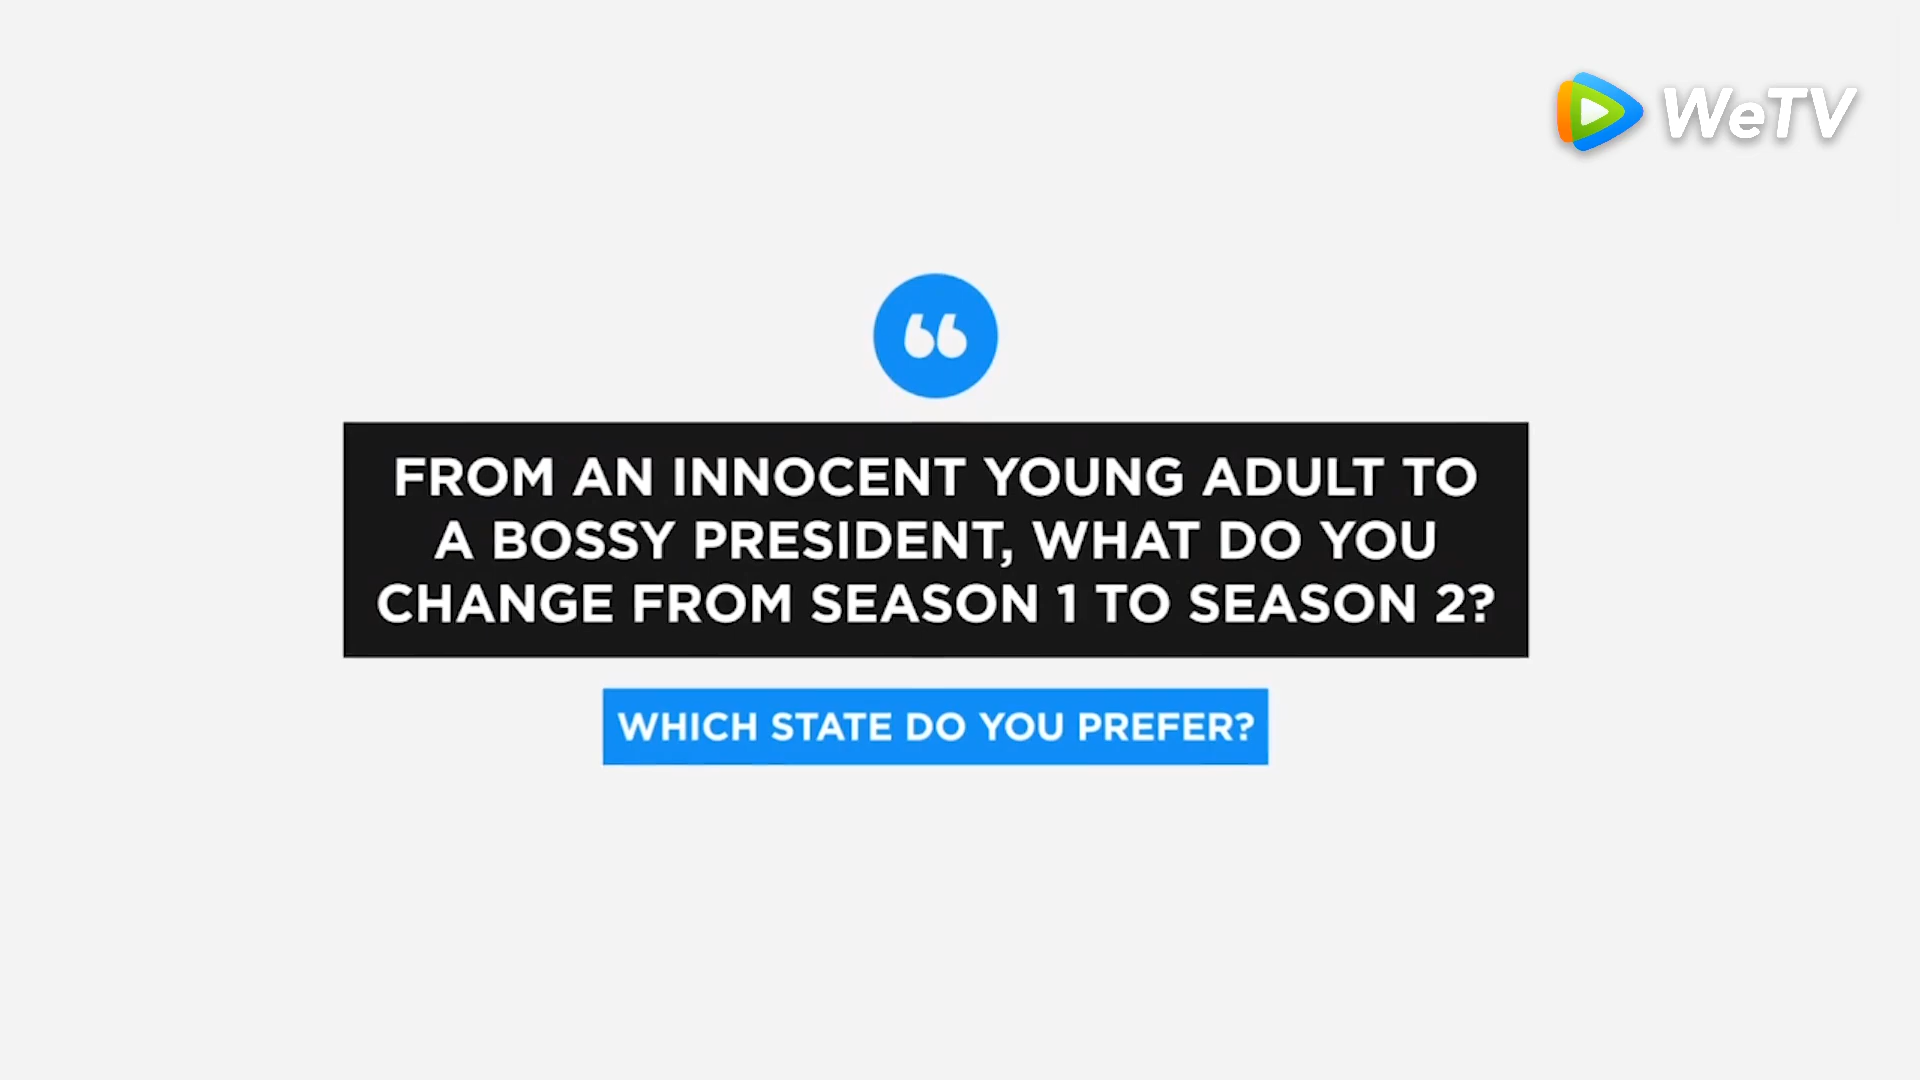 WeTV
“
FROM AN INNOCENT YOUNG ADULT TO
A BOSSY PRESIDENT, WHAT DO YOU
CHANGE FROM SEASON 1 TO SEASON 2?
WHICH STATE DO YOU PREFER?